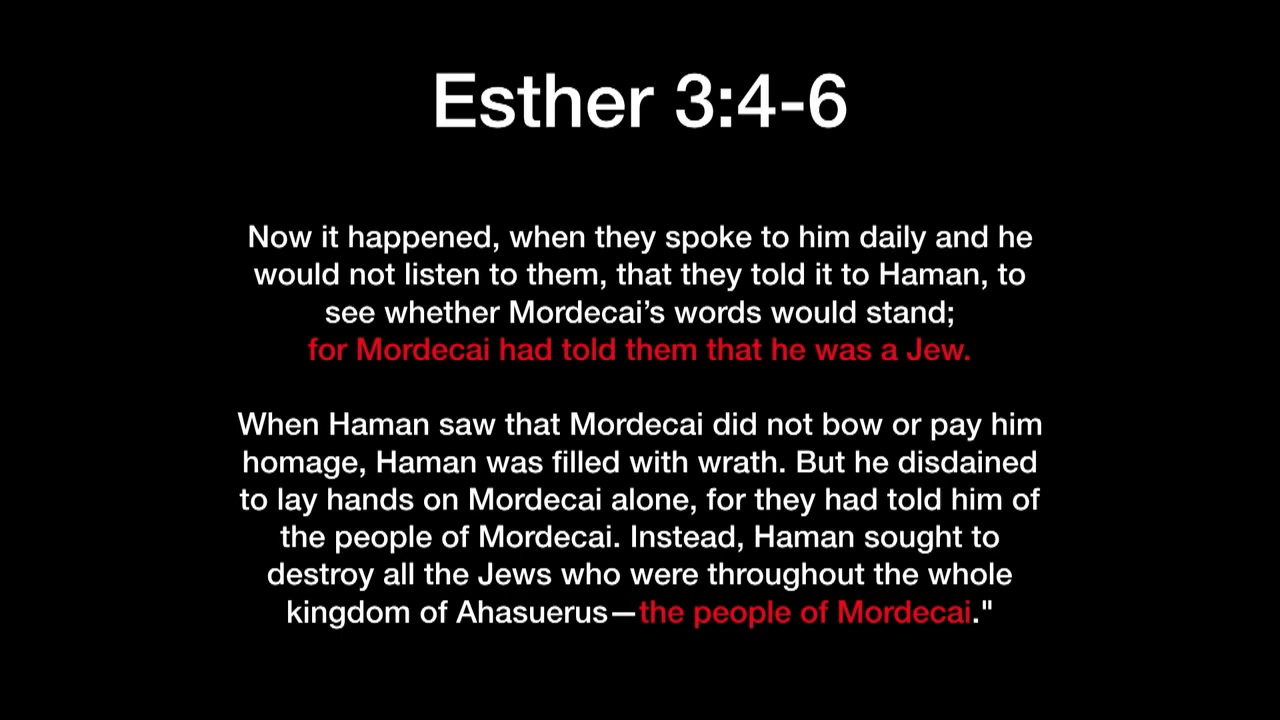 Esther 3:4-6
Now it happened, when they spoke to him daily and he
would not listen to them, that they told it to Haman, to
see whether Mordecai’s words would stand;
for Mordecai had told them that he was a Jew.
When Haman saw that Mordecai did not bow or pay him
homage, Haman was filled with wrath. But he disdained
to lay hands on Mordecai alone, for they had told him of
the people of Mordecai. Instead, Haman sought to
destroy all the Jews who were throughout the whole
kingdom of Ahasuerus—the people of Mordecai."